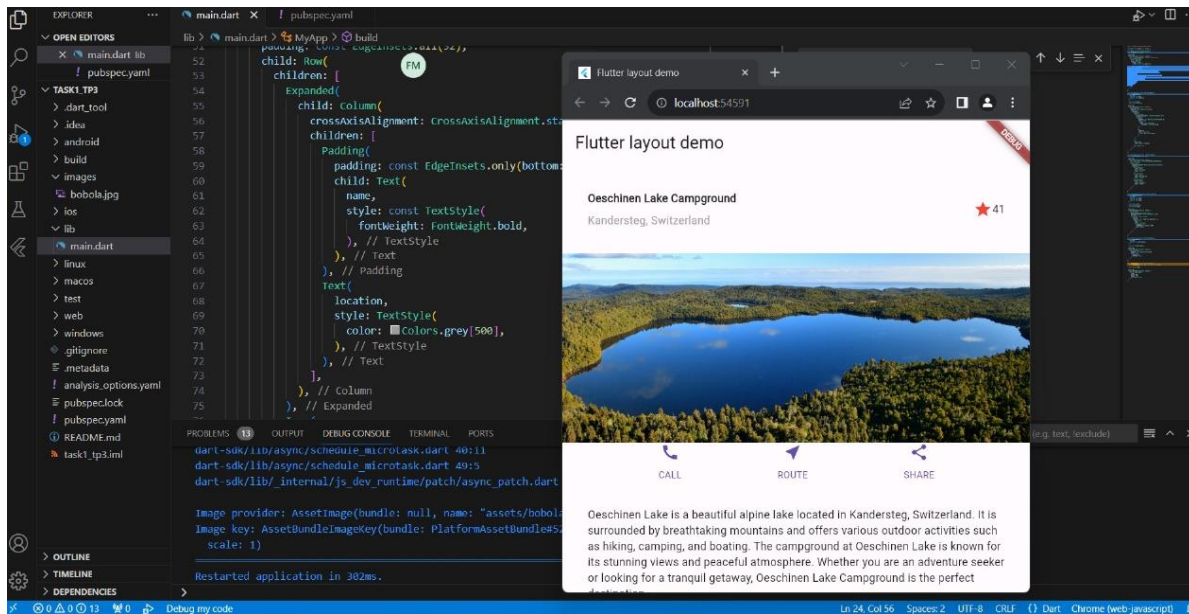 EXPLORER
OPEN EDITORS
main.dart lib
pubspec.yaml
TASK1_TP3
.dart_tool
.idea
android
build
images
bobola.jpg
ios
lib
main.dart
linux
macos
test
web
windows
.gitignore
.metadata
analysis_options.yaml
pubspec.lock
pubspec.yaml
README.md
task1_tp3.iml
OUTLINE
TIMELINE
DEPENDENCIES
main.dart
pubspec.yaml
lib > main.dart > MyApp > build
52 child: Row(
53 children: [
54 Expanded(
55 child: Column(
56 crossAxisAlignment: CrossAxisAlignment.sta
57 children: [
58 Padding(
59 padding: const EdgeInsets.only(bottom:
60 child: Text(
61 name,
62 style: const TextStyle(
63 fontWeight: FontWeight.bold,
64 ), // TextStyle
65 ), // Text
66 ), // Padding
67 Text(
68 location,
69 style: TextStyle(
70 color: Colors.grey[500],
71 ), // TextStyle
72 ), // Text
73 ],
74 ), // Column
75 ), // Expanded
FM
PROBLEMS 13 OUTPUT DEBUG CONSOLE TERMINAL PORTS
dart-sdk/lib/async/schedule_microtask.dart 40:11
dart-sdk/lib/async/schedule_microtask.dart 49:5
dart-sdk/lib/_internal/js_dev_runtime/patch/async_patch.dart
Image provider: AssetImage(bundle: null, name: "assets/bobola
Image key: AssetBundleImageKey(bundle: PlatformAssetBundle#52
scale: 1)
Restarted application in 302ms.
Flutter layout demo
localhost:54591
DEBUG
Flutter layout demo
Oeschinen Lake Campground
Kandersteg, Switzerland
41
CALL ROUTE SHARE
Oeschinen Lake is a beautiful alpine lake located in Kandersteg, Switzerland. It is
surrounded by breathtaking mountains and offers various outdoor activities such
as hiking, camping, and boating. The campground at Oeschinen Lake is known for
its stunning views and peaceful atmosphere. Whether you are an adventure seeker
or looking for a tranquil getaway, Oeschinen Lake Campground is the perfect
(e.g. text, !exclude)
0 0 13 0 Debug my code
Ln 24, Col 56 Spaces: 2 UTF-8 CRLF {} Dart Chrome (web-javascript)